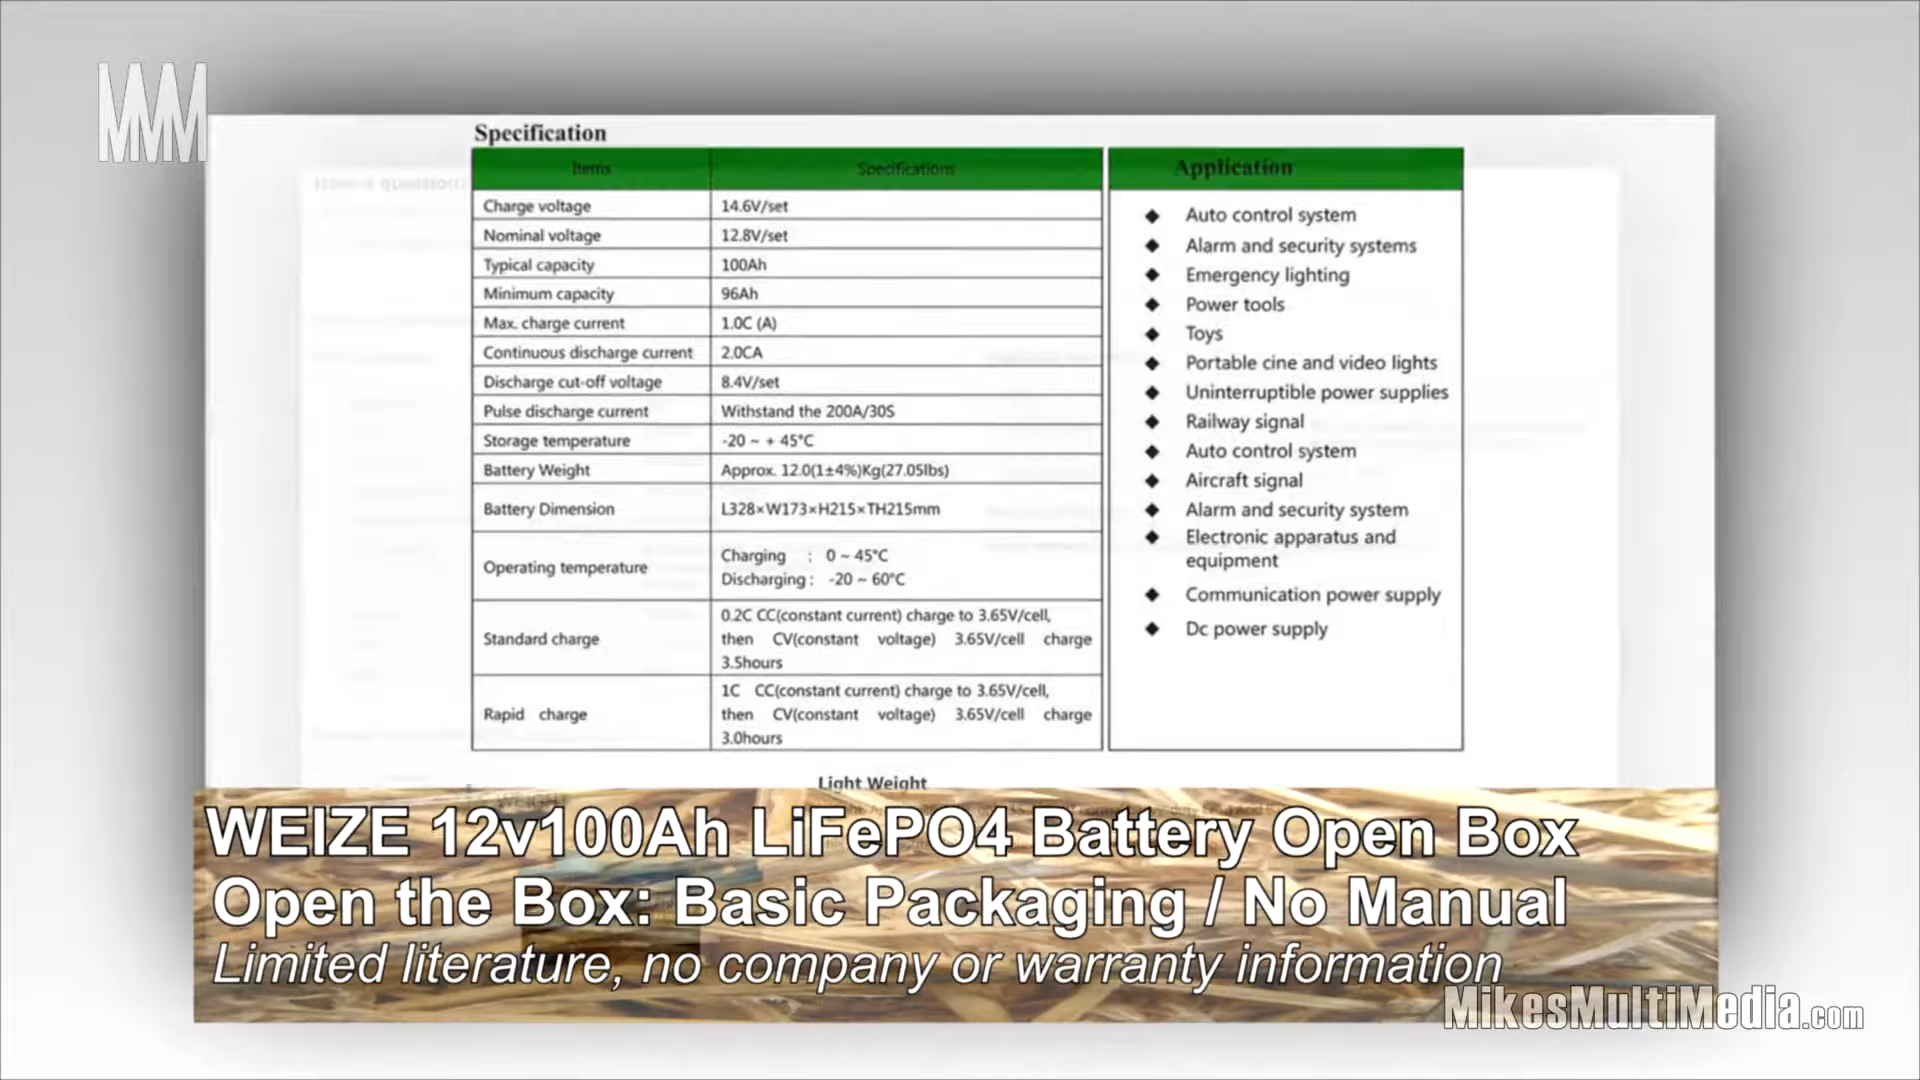 MMM
Specification
Items Specifications
Charge voltage 14.6V/set
Nominal voltage 12.8V/set
Typical capacity 100Ah
Minimum capacity 96Ah
Max. charge current 1.0C (A)
Continuous discharge current 2.0CA
Discharge cut-off voltage 8.4V/set
Pulse discharge current Withstand the 200A/30S
Storage temperature -20 ~ + 45°C
Battery Weight Approx. 12.0(1±4%)Kg(27.05lbs)
Battery Dimension L328×W173×H215×TH215mm
Operating temperature
Charging : 0 ~ 45°C
Discharging : -20 ~ 60°C
Standard charge
0.2C CC(constant current) charge to 3.65V/cell,
then CV(constant voltage) 3.65V/cell charge
3.5hours
Rapid charge
1C CC(constant current) charge to 3.65V/cell,
then CV(constant voltage) 3.65V/cell charge
3.0hours
Application
◆ Auto control system
◆ Alarm and security systems
◆ Emergency lighting
◆ Power tools
◆ Toys
◆ Portable cine and video lights
◆ Uninterruptible power supplies
◆ Railway signal
◆ Auto control system
◆ Aircraft signal
◆ Alarm and security system
◆ Electronic apparatus and
equipment
◆ Communication power supply
◆ Dc power supply
Light Weight
WEIZE 12v100Ah LiFePO4 Battery Open Box
Open the Box: Basic Packaging / No Manual
Limited literature, no company or warranty information
MikesMultiMedia.com